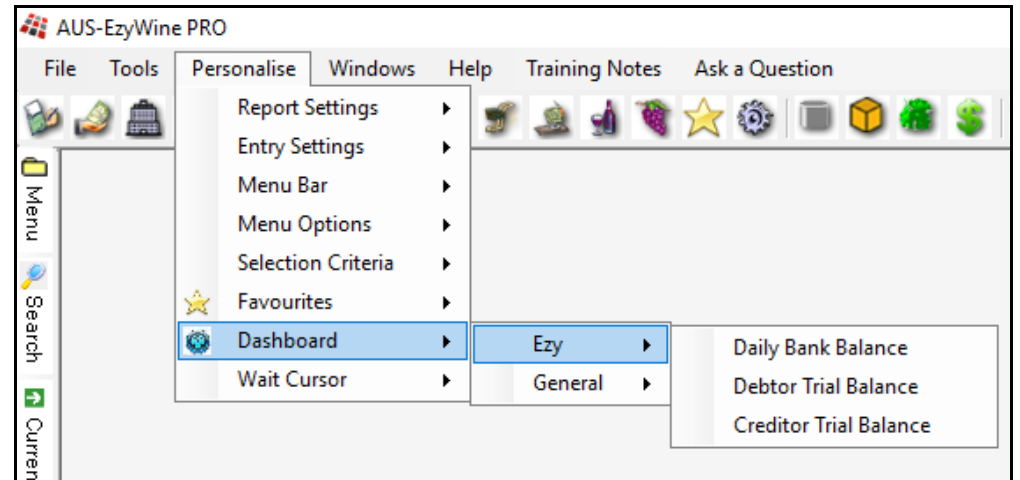 AUS-EzyWine PRO
File Tools Personalise Windows Help Training Notes Ask a Question
Report Settings
Entry Settings
Menu Bar
Menu Options
Selection Criteria
Favourites
Dashboard
Wait Cursor
Ezy
General
Daily Bank Balance
Debtor Trial Balance
Creditor Trial Balance
Menu
Search
Curren